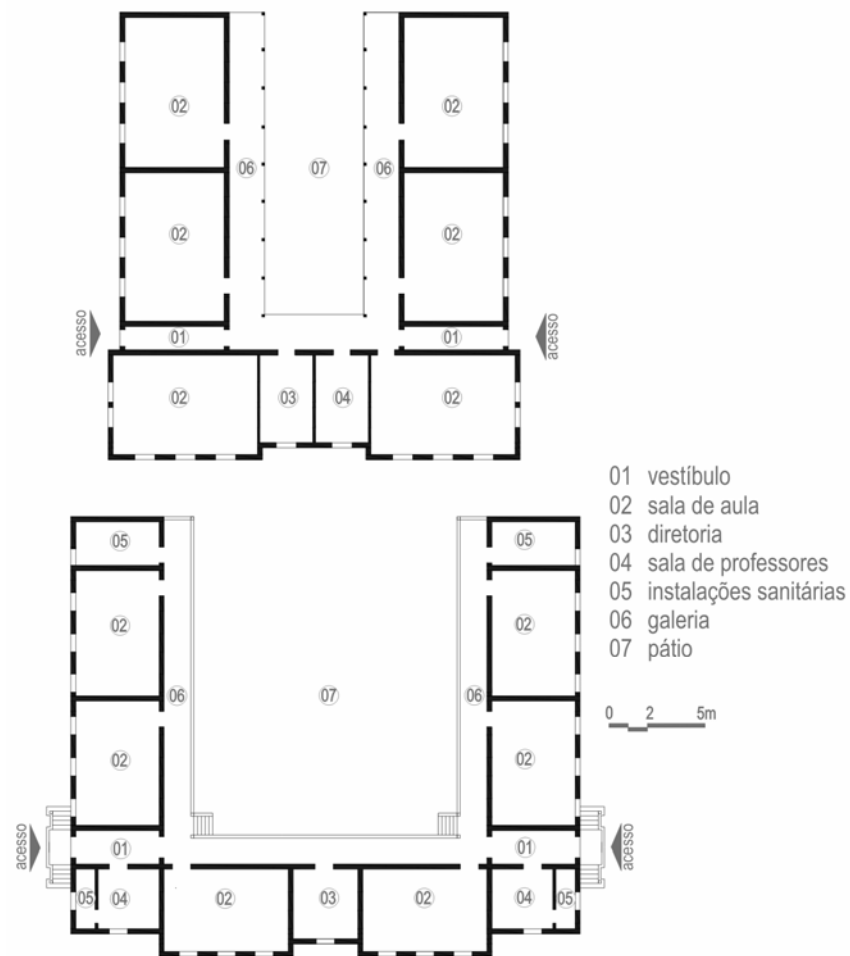 02
02
06
07
06
02
02
acesso
01
01
acesso
02
03
04
02
01 vestíbulo
02 sala de aula
03 diretoria
04 sala de professores
05 instalações sanitárias
06 galeria
07 pátio
0 2 5m
05
05
02
02
06
07
06
02
02
acesso
01
01
acesso
05
04
02
03
02
04
05